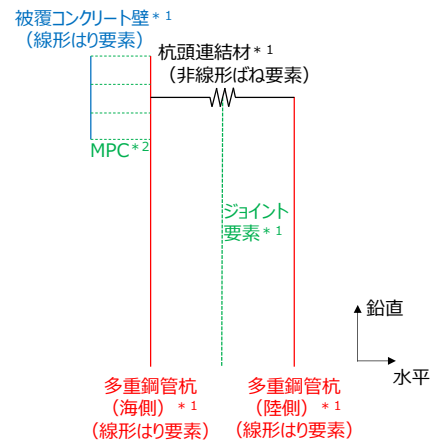 被覆コンクリート壁*1
（線形はり要素）
杭頭連結材*1
（非線形ばね要素）
MPC*2
ジョイント
要素*1
鉛直
水平
多重鋼管杭
（海側）*1
（線形はり要素）
多重鋼管杭
（陸側）*1
（線形はり要素）